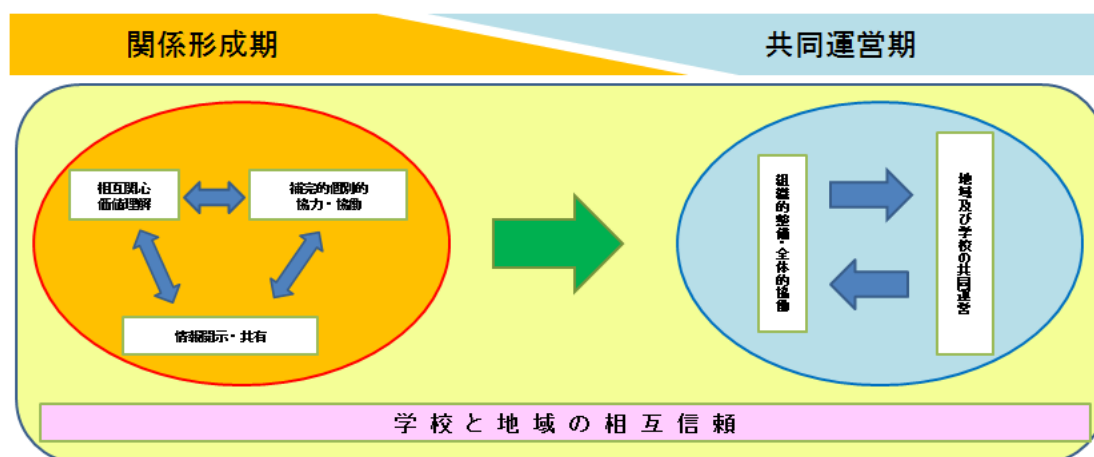 関係形成期
共同運営期
相互関心
価値理解
補完的個別的
協力・協働
情報開示・共有
組織的整備・全体的協働
地域及び学校の共同運営
学校と地域の相互信頼